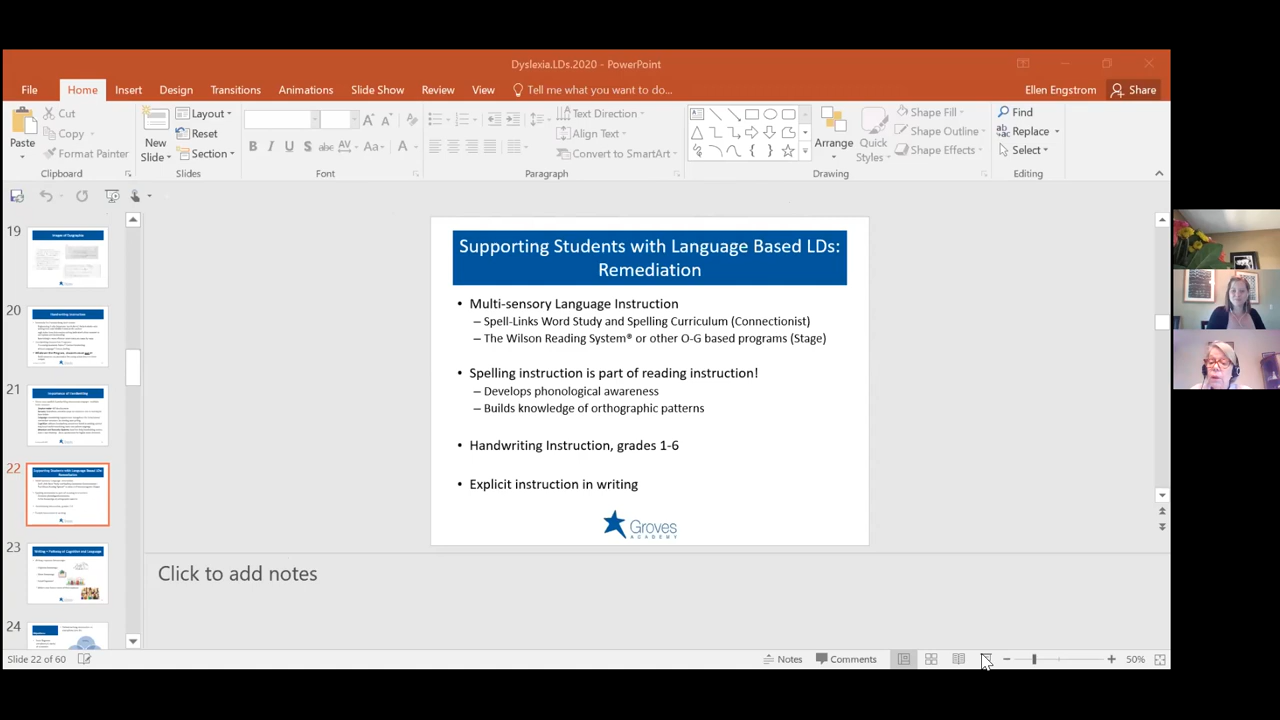 Dyslexia.LDs.2020 - PowerPoint
File Home Insert Design Transitions Animations Slide Show Review View Tell me what you want to do... Ellen Engstrom Share
Cut
Copy
Format Painter
Paste
Clipboard
New Slide
Layout
Reset
Section
Slides
Font
Text Direction
Align Text
Convert to SmartArt
Paragraph
Arrange
Quick Styles
Shape Fill
Shape Outline
Shape Effects
Drawing
Find
Replace
Select
Editing
19
20
21
22
23
24
Supporting Students with Language Based LDs:
Remediation
• Multi-sensory Language Instruction
– Spell-Links Word Study and Spelling Curriculum (Non-Linguist)
– The Wilson Reading System® or other O-G based programs (Stage)
• Spelling instruction is part of reading instruction!
– Develops phonological awareness
– Builds knowledge of orthographic patterns
• Handwriting Instruction, grades 1-6
• Explicit instruction in writing
Groves
ACADEMY
Click to add notes
Slide 22 of 60
Notes Comments 50%